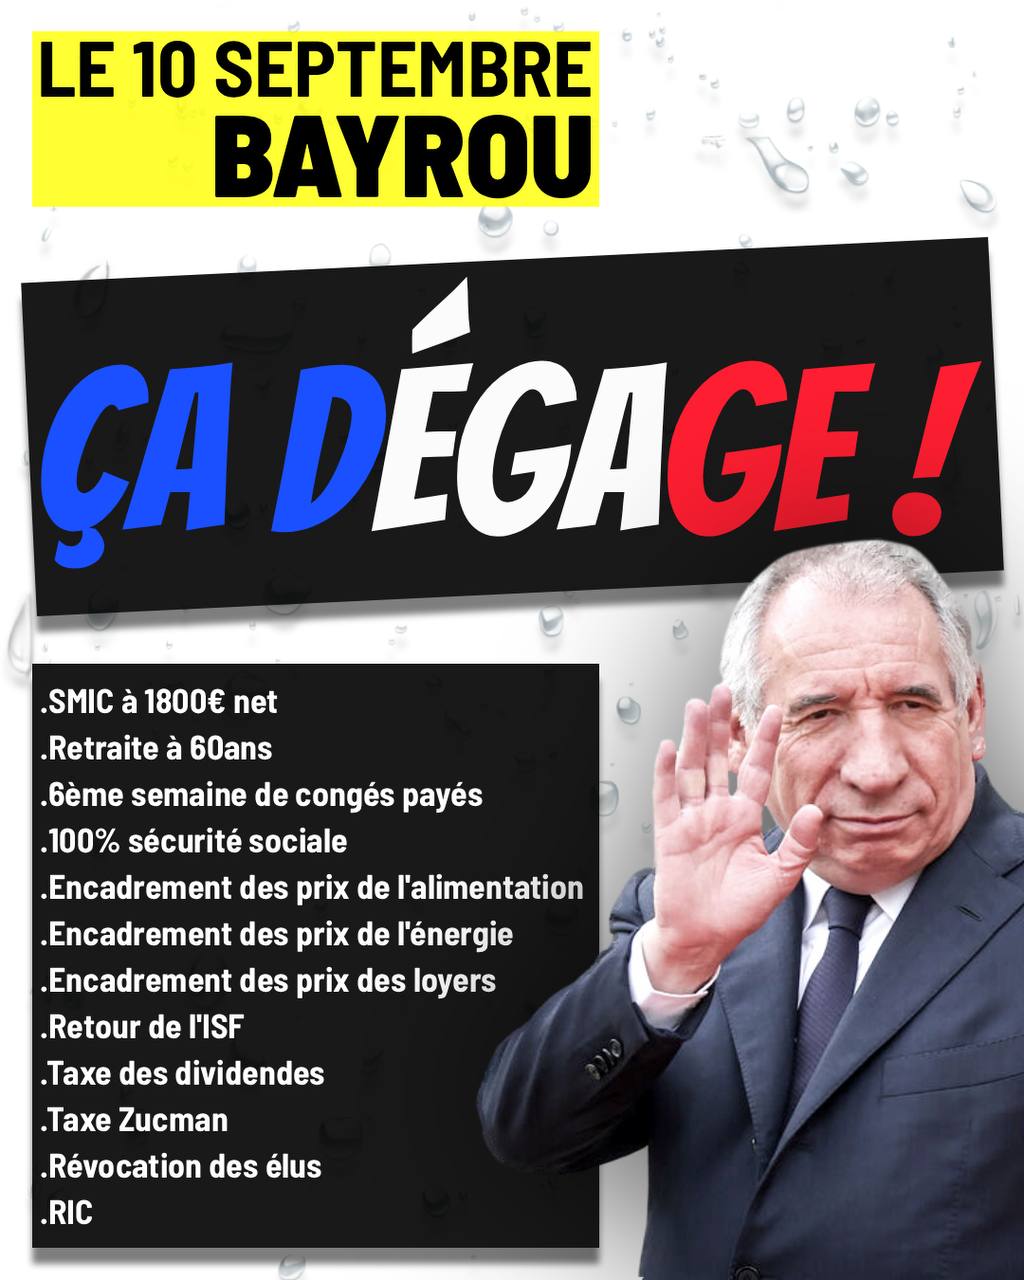 LE 10 SEPTEMBRE
BAYROU
ÇA DÉGAGE !
.SMIC à 1800€ net
.Retraite à 60ans
.6ème semaine de congés payés
.100% sécurité sociale
.Encadrement des prix de l'alimentation
.Encadrement des prix de l'énergie
.Encadrement des prix des loyers
.Retour de l'ISF
.Taxe des dividendes
.Taxe Zucman
.Révocation des élus
.RIC